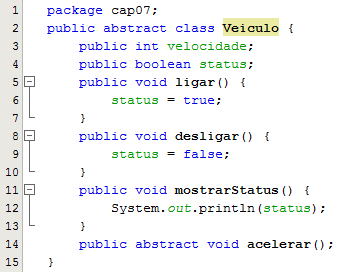 1 package cap07;
2 public abstract class Veiculo {
3     public int velocidade;
4     public boolean status;
5     public void ligar() {
6         status = true;
7     }
8     public void desligar() {
9         status = false;
10     }
11     public void mostrarStatus() {
12         System.out.println(status);
13     }
14     public abstract void acelerar();
15 }